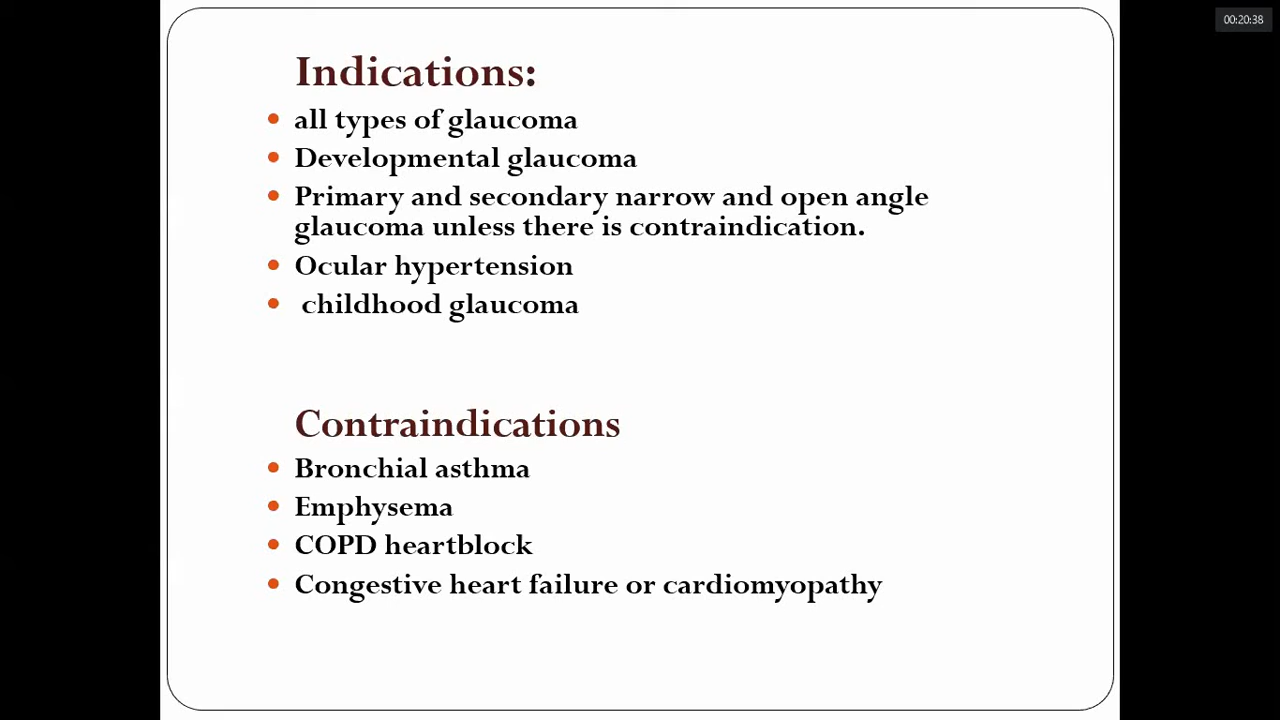 00:20:38
Indications:
• all types of glaucoma
• Developmental glaucoma
• Primary and secondary narrow and open angle
glaucoma unless there is contraindication.
• Ocular hypertension
• childhood glaucoma
Contraindications
• Bronchial asthma
• Emphysema
• COPD heartblock
• Congestive heart failure or cardiomyopathy